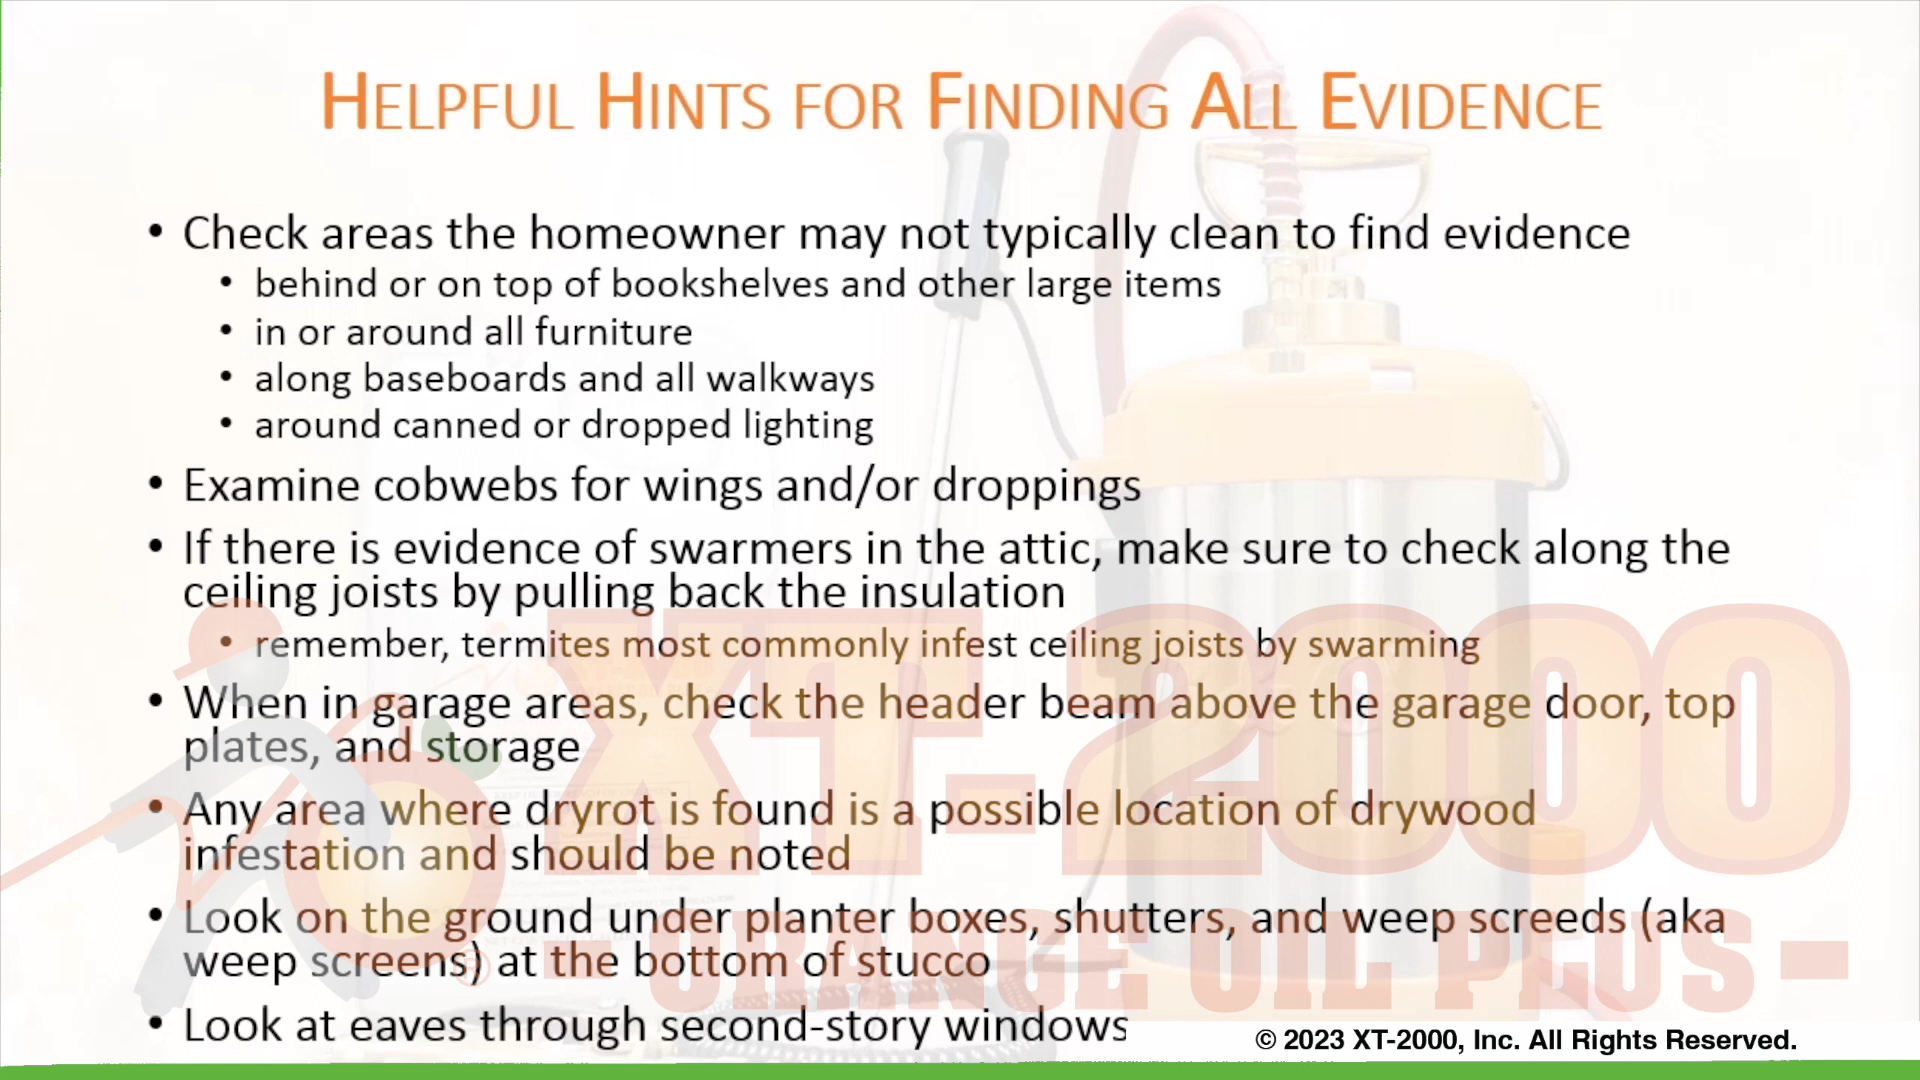 HELPFUL HINTS FOR FINDING ALL EVIDENCE
• Check areas the homeowner may not typically clean to find evidence
• behind or on top of bookshelves and other large items
• in or around all furniture
• along baseboards and all walkways
• around canned or dropped lighting
• Examine cobwebs for wings and/or droppings
• If there is evidence of swarmers in the attic, make sure to check along the
ceiling joists by pulling back the insulation
• remember, termites most commonly infest ceiling joists by swarming
• When in garage areas, check the header beam above the garage door, top
plates, and storage
• Any area where dryrot is found is a possible location of drywood
infestation and should be noted
• Look on the ground under planter boxes, shutters, and weep screeds (aka
weep screens) at the bottom of stucco
• Look at eaves through second-story windows
XT-2000
- ORANGE OIL PLUS -
®
© 2023 XT-2000, Inc. All Rights Reserved.